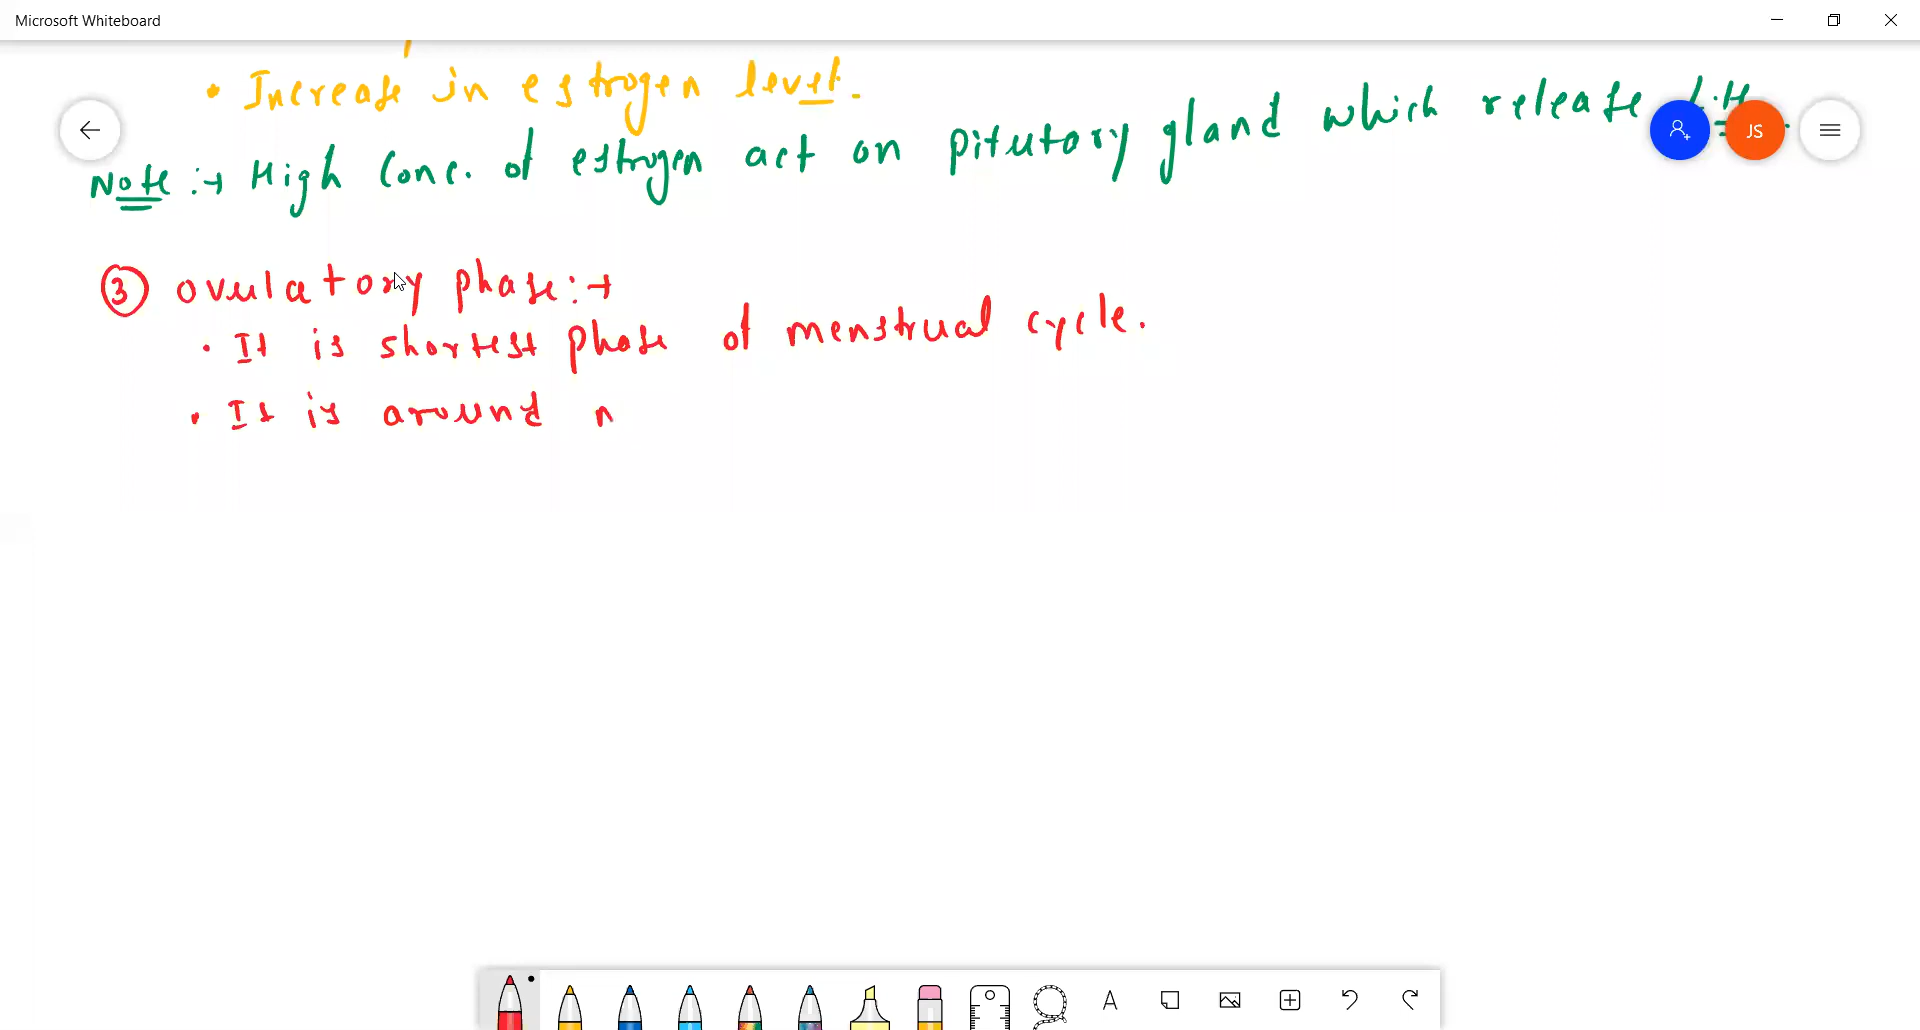 Microsoft Whiteboard
• Increase in estrogen level.
Note :→ High Conc. of estrogen act on pitutory gland which release L.H.
JS
③ ovulatory phase :→
• It is shortest phase of menstrual cycle.
• It is around n
A